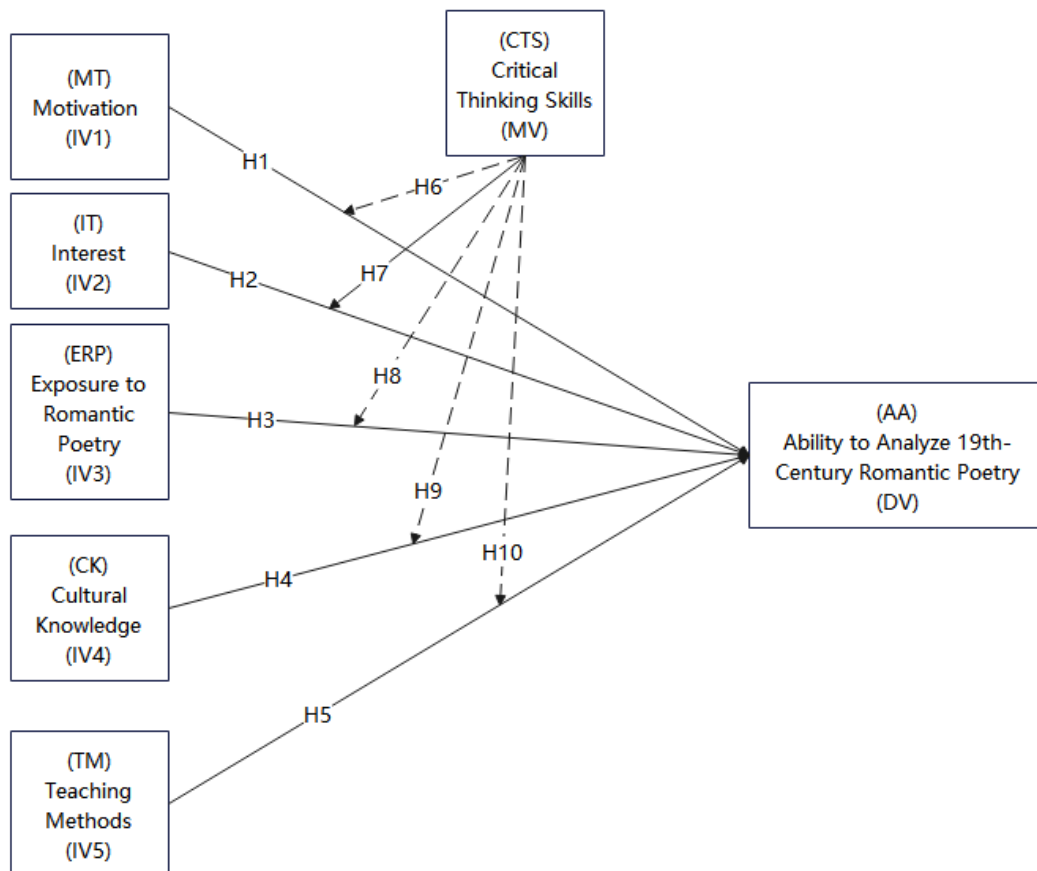 (MT)
Motivation
(IV1)
(CTS)
Critical
Thinking Skills
(MV)
H1
H6
(IT)
Interest
(IV2)
H2
H7
(ERP)
Exposure to
Romantic
Poetry
(IV3)
H3
H8
(AA)
Ability to Analyze 19th-
Century Romantic Poetry
(DV)
H9
H10
(CK)
Cultural
Knowledge
(IV4)
H4
H5
(TM)
Teaching
Methods
(IV5)